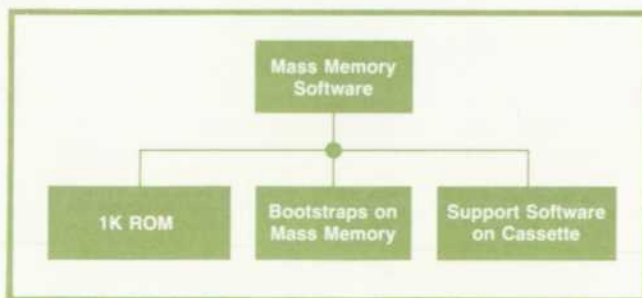 Mass Memory
Software
1K ROM
Bootstraps on
Mass Memory
Support Software
on Cassette